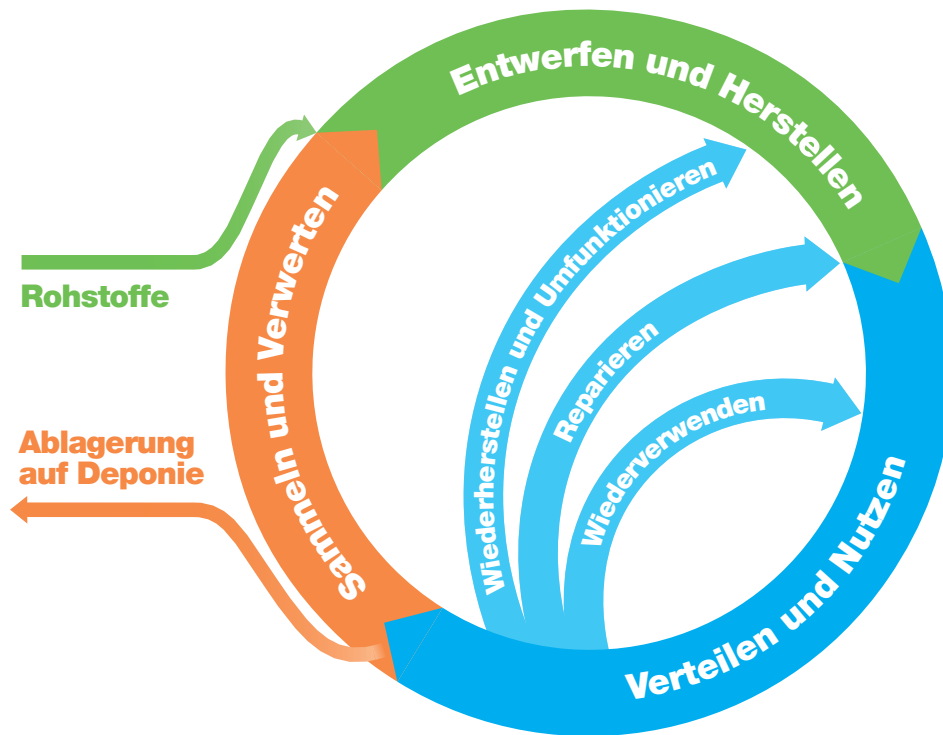 Entwerfen und Herstellen
Rohstoffe
Sammeln und Verwerten
Ablagerung
auf Deponie
Wiederherstellen und Umfunktionieren
Reparieren
Wiederverwenden
Verteilen und Nutzen